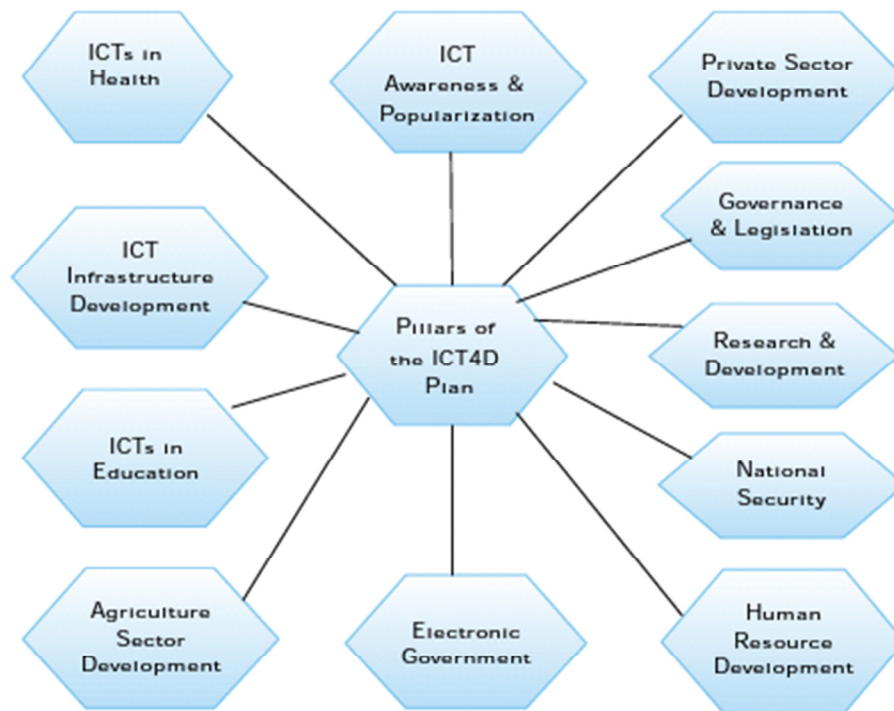 ICTs in
Health
ICT
Awareness &
Popularization
Private Sector
Development
Governance
& Legislation
ICT
Infrastructure
Development
Pillars of
the ICT4D
Plan
Research &
Development
ICTs in
Education
National
Security
Agriculture
Sector
Development
Electronic
Government
Human
Resource
Development